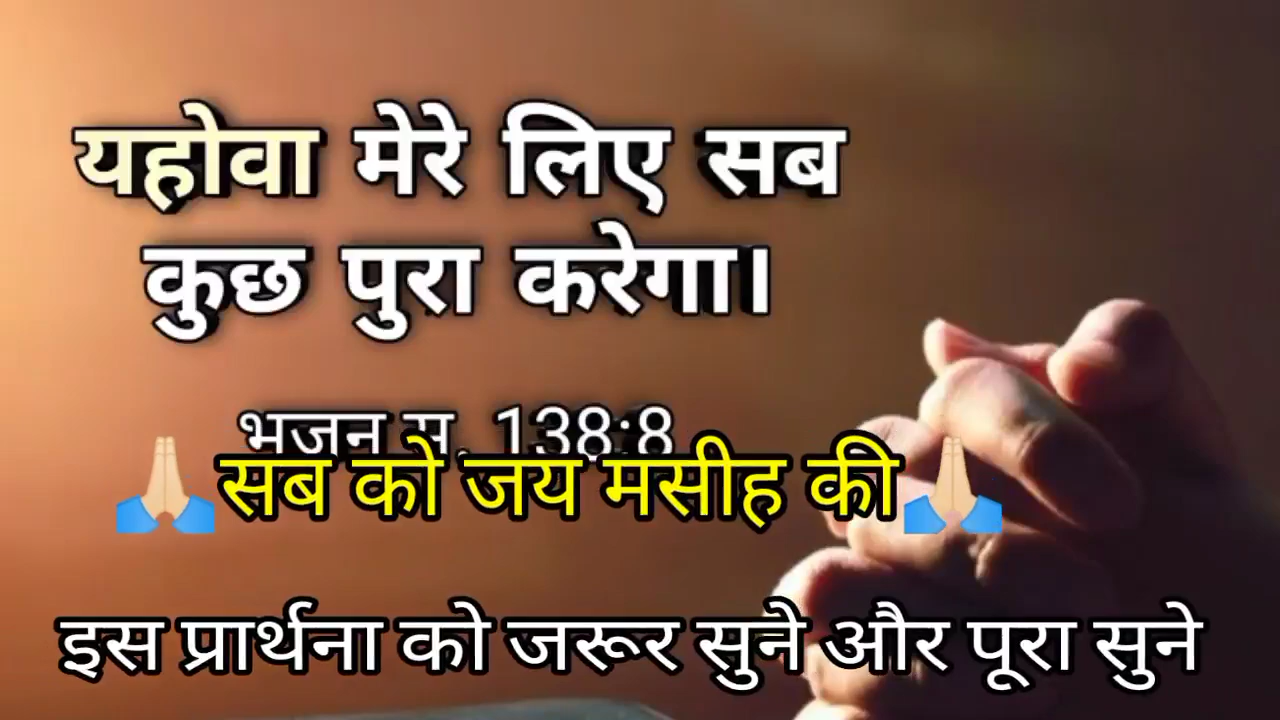 यहोवा मेरे लिए सब
कुछ पुरा करेगा।
भजन स. 138:8
🙏🏼सब को जय मसीह की🙏🏼
इस प्रार्थना को जरूर सुने और पूरा सुने